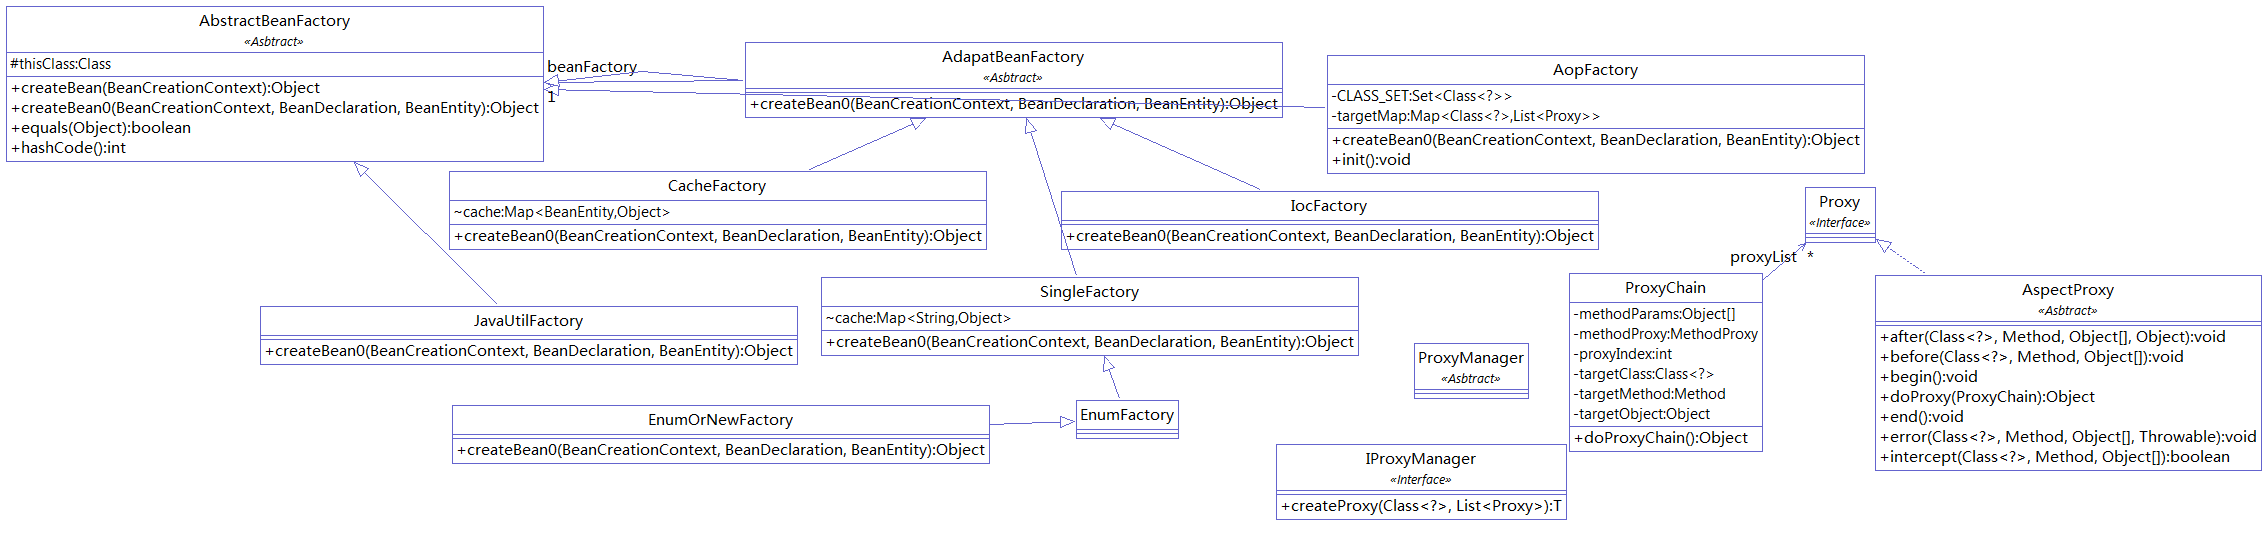 AbstractBeanFactory
«Asbtract»
#thisClass:Class
+createBean(BeanCreationContext):Object
+createBean0(BeanCreationContext, BeanDeclaration, BeanEntity):Object
+equals(Object):boolean
+hashCode():int
beanFactory
1
AdapatBeanFactory
«Asbtract»
+createBean0(BeanCreationContext, BeanDeclaration, BeanEntity):Object
AopFactory
-CLASS_SET:Set<Class<?>>
-targetMap:Map<Class<?>,List<Proxy>>
+createBean0(BeanCreationContext, BeanDeclaration, BeanEntity):Object
+init():void
CacheFactory
~cache:Map<BeanEntity,Object>
+createBean0(BeanCreationContext, BeanDeclaration, BeanEntity):Object
IocFactory
+createBean0(BeanCreationContext, BeanDeclaration, BeanEntity):Object
Proxy
«Interface»
proxyList *
JavaUtilFactory
+createBean0(BeanCreationContext, BeanDeclaration, BeanEntity):Object
SingleFactory
~cache:Map<String,Object>
+createBean0(BeanCreationContext, BeanDeclaration, BeanEntity):Object
ProxyManager
«Asbtract»
ProxyChain
-methodParams:Object[]
-methodProxy:MethodProxy
-proxyIndex:int
-targetClass:Class<?>
-targetMethod:Method
-targetObject:Object
+doProxyChain():Object
AspectProxy
«Asbtract»
+after(Class<?>, Method, Object[], Object):void
+before(Class<?>, Method, Object[]):void
+begin():void
+doProxy(ProxyChain):Object
+end():void
+error(Class<?>, Method, Object[], Throwable):void
+intercept(Class<?>, Method, Object[]):boolean
EnumOrNewFactory
+createBean0(BeanCreationContext, BeanDeclaration, BeanEntity):Object
EnumFactory
IProxyManager
«Interface»
+createProxy(Class<?>, List<Proxy>):T